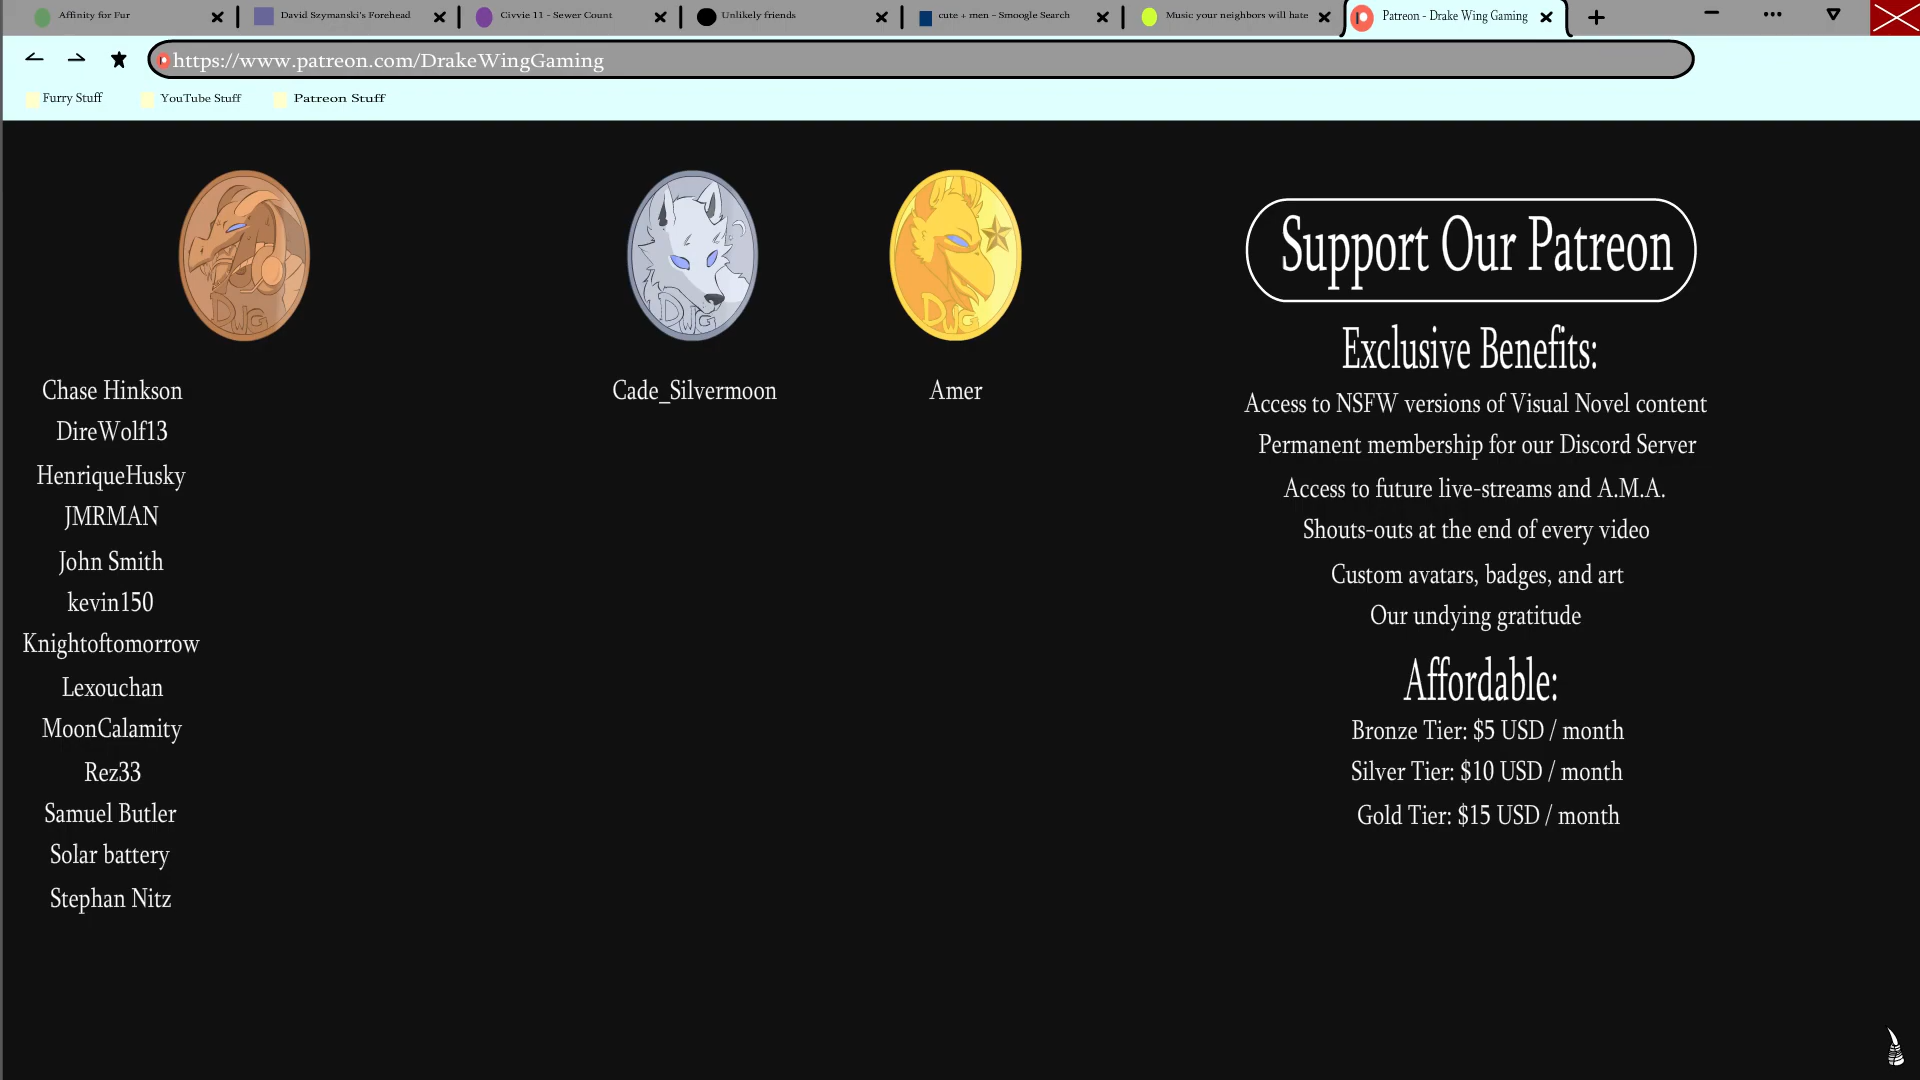 Affinity for Fur
David Szymanski's Forehead
Civvie 11 - Sewer Count
Unlikely friends
cute + men - Smoogle Search
Music your neighbors will hate
Patreon - Drake Wing Gaming
https://www.patreon.com/DrakeWingGaming
Furry Stuff
YouTube Stuff
Patreon Stuff
DWG
DWG
DWG
Chase Hinkson
DireWolf13
HenriqueHusky
JMRMAN
John Smith
kevin150
Knightoftomorrow
Lexouchan
MoonCalamity
Rez33
Samuel Butler
Solar battery
Stephan Nitz
Cade_Silvermoon
Amer
Support Our Patreon
Exclusive Benefits:
Access to NSFW versions of Visual Novel content
Permanent membership for our Discord Server
Access to future live-streams and A.M.A.
Shouts-outs at the end of every video
Custom avatars, badges, and art
Our undying gratitude
Affordable:
Bronze Tier: $5 USD / month
Silver Tier: $10 USD / month
Gold Tier: $15 USD / month